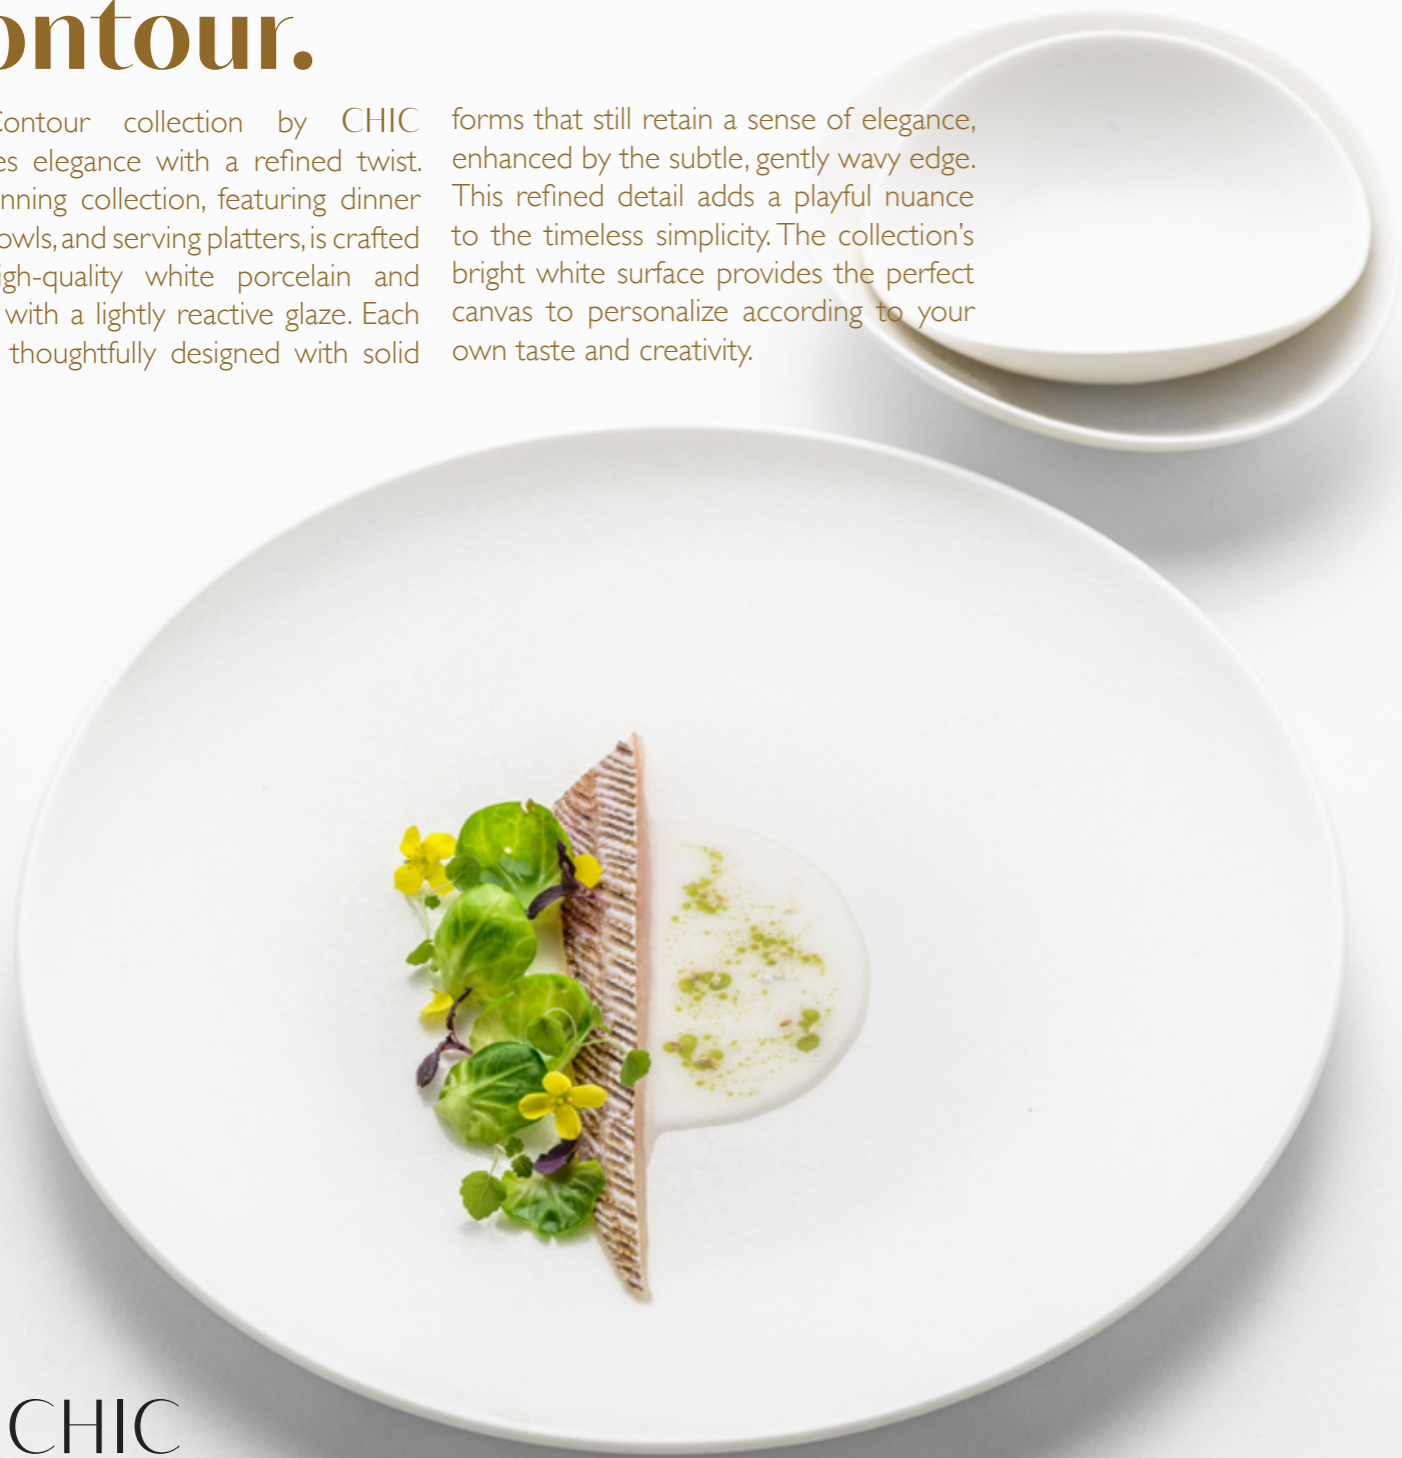 ontour.
Contour collection by CHIC
es elegance with a refined twist.
nning collection, featuring dinner
owls, and serving platters, is crafted
igh-quality white porcelain and
with a lightly reactive glaze. Each
thoughtfully designed with solid
forms that still retain a sense of elegance,
enhanced by the subtle, gently wavy edge.
This refined detail adds a playful nuance
to the timeless simplicity. The collection's
bright white surface provides the perfect
canvas to personalize according to your
own taste and creativity.
CHIC